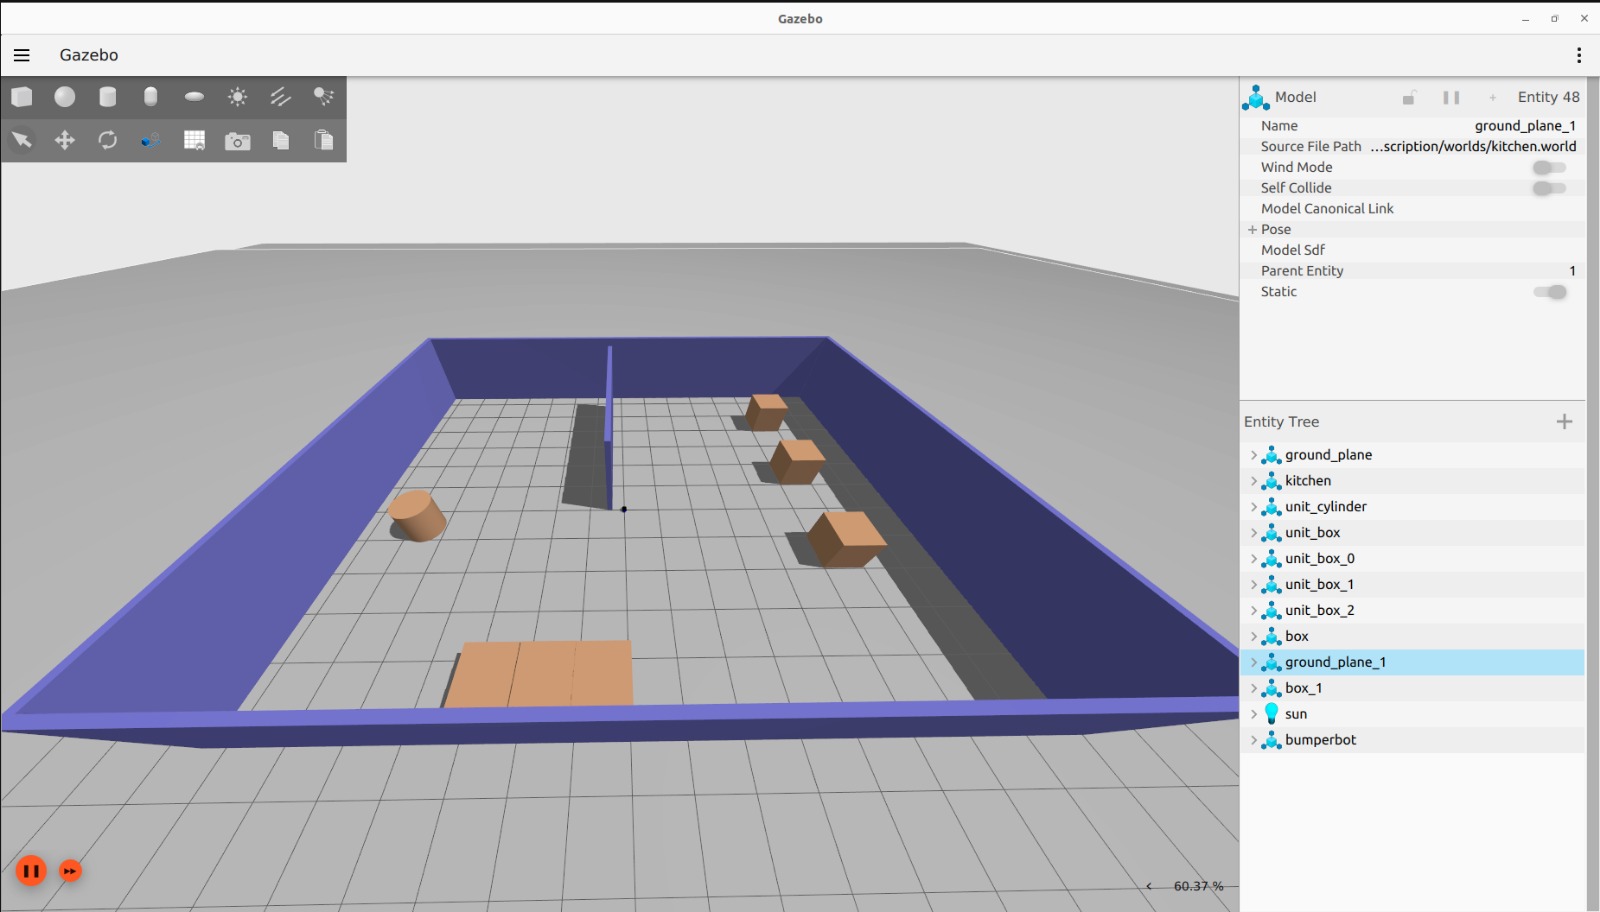 Gazebo
Gazebo
Model Entity 48
Name ground_plane_1
Source File Path ...scription/worlds/kitchen.world
Wind Mode
Self Collide
Model Canonical Link
Pose
Model Sdf
Parent Entity 1
Static
Entity Tree
ground_plane
kitchen
unit_cylinder
unit_box
unit_box_0
unit_box_1
unit_box_2
box
ground_plane_1
box_1
sun
bumperbot
60.37 %